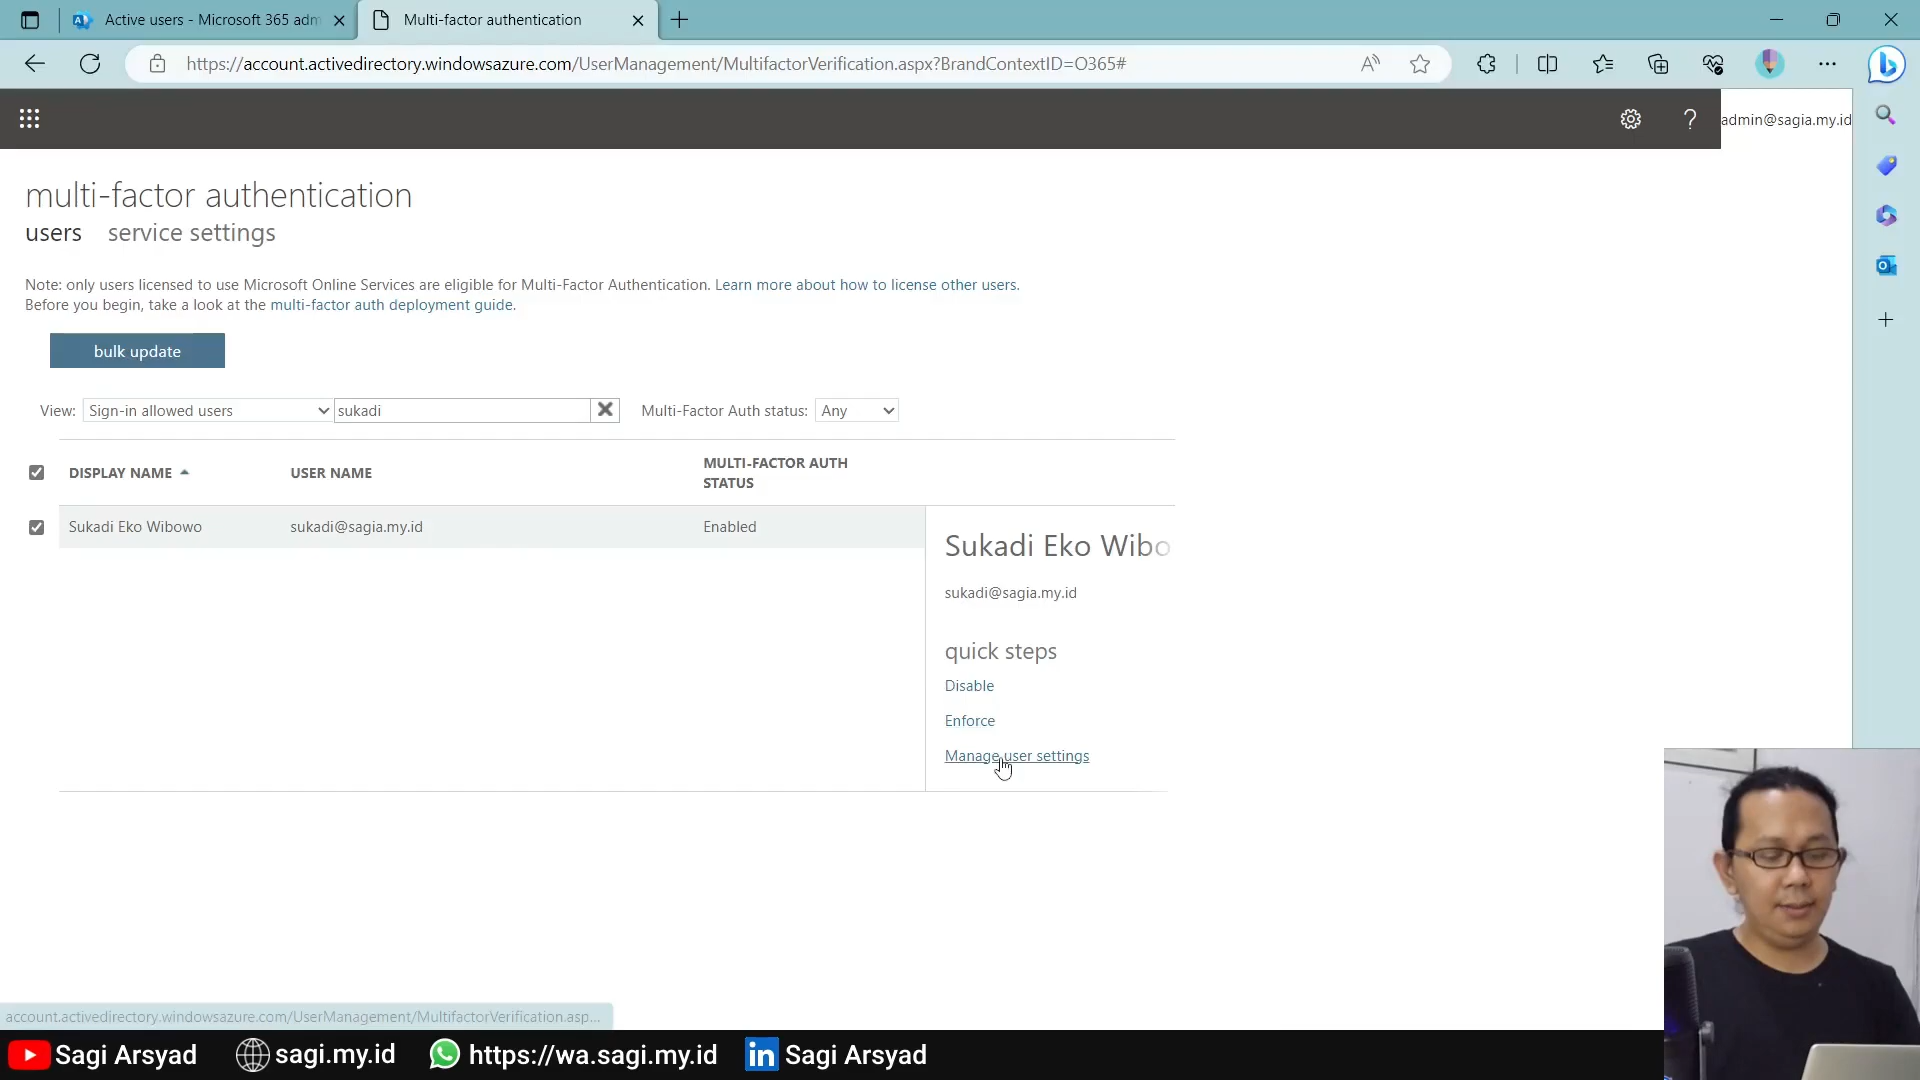 Active users - Microsoft 365 adm
Multi-factor authentication
https://account.activedirectory.windowsazure.com/UserManagement/MultifactorVerification.aspx?BrandContextID=O365#
admin@sagia.my.id
multi-factor authentication
users service settings
Note: only users licensed to use Microsoft Online Services are eligible for Multi-Factor Authentication. Learn more about how to license other users.
Before you begin, take a look at the multi-factor auth deployment guide.
bulk update
View: Sign-in allowed users sukadi Multi-Factor Auth status: Any
DISPLAY NAME USER NAME MULTI-FACTOR AUTH
STATUS
Sukadi Eko Wibowo sukadi@sagia.my.id Enabled
Sukadi Eko Wibo
sukadi@sagia.my.id
quick steps
Disable
Enforce
Manage user settings
account.activedirectory.windowsazure.com/UserManagement/MultifactorVerification.asp...
Sagi Arsyad sagi.my.id https://wa.sagi.my.id in Sagi Arsyad